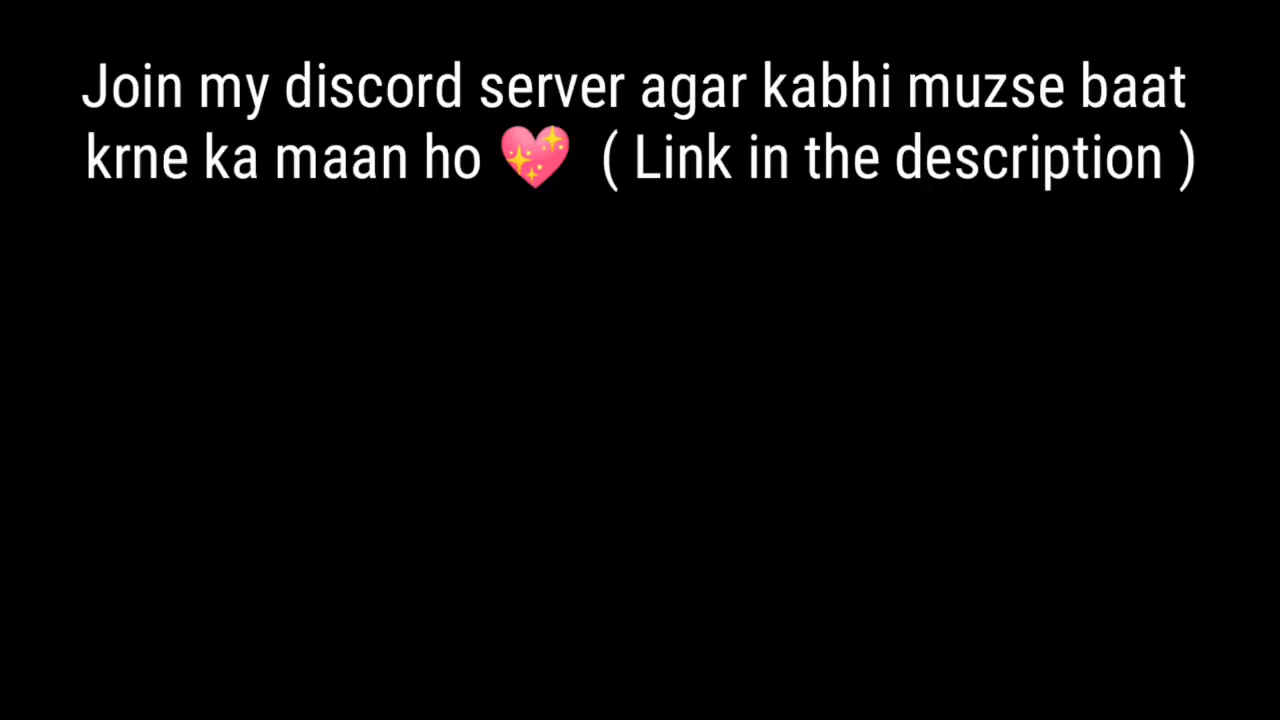 Join my discord server agar kabhi muzse baat
krne ka maan ho 💖 ( Link in the description )